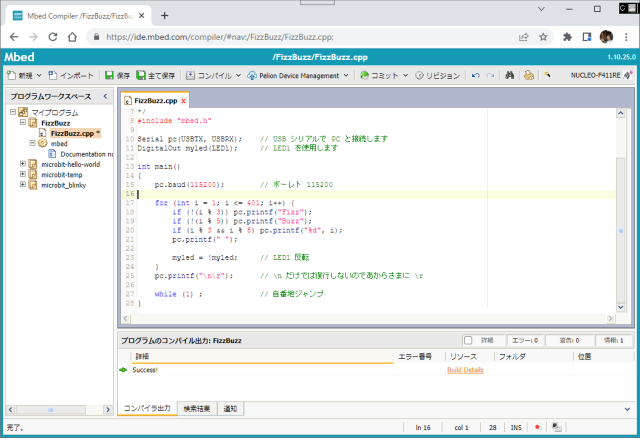 Mbed Compiler /FizzBuzz/FizzBu
https://ide.mbed.com/compiler/#nav:/FizzBuzz/FizzBuzz.cpp;
Mbed
/FizzBuzz/FizzBuzz.cpp
1.10.25.0
新規 インポート 保存 全て保存 コンパイル Pelion Device Management コミット リビジョン NUCLEO-F411RE
プログラムワークスペース
マイプログラム
FizzBuzz
FizzBuzz.cpp *
mbed
Documentation
microbit-hello-world
microbit-temp
microbit_blinky
FizzBuzz.cpp x
7 */
8 #include "mbed.h"
9
10 Serial pc(USBTX, USBRX); // USB シリアルで PC と接続します
11 DigitalOut myled(LED1); // LED1 を使用します
12
13 int main()
14 {
15 pc.baud(115200); // ボーレト 115200
16
17 for (int i = 1; i <= 401; i++) {
18 if (!(i % 3)) pc.printf("Fizz");
19 if (!(i % 5)) pc.printf("Buzz");
20 if (i % 3 && i % 5) pc.printf("%d", i);
21 pc.printf(" ");
22
23 myled = !myled; // LED1 反転
24 }
25 pc.printf("\n\r"); // \n だけでは復行しないのであからさまに \r
26
27 while (1) ; // 自番地ジャンプ
28 }
プログラムのコンパイル出力: FizzBuzz
詳細 エラー: 0 警告: 0 情報: 1
詳細 エラー番号 リソース フォルダ 位置
Success! Build Details
コンパイラ出力 検索結果 通知
完了。 ln 16 col 1 28 INS